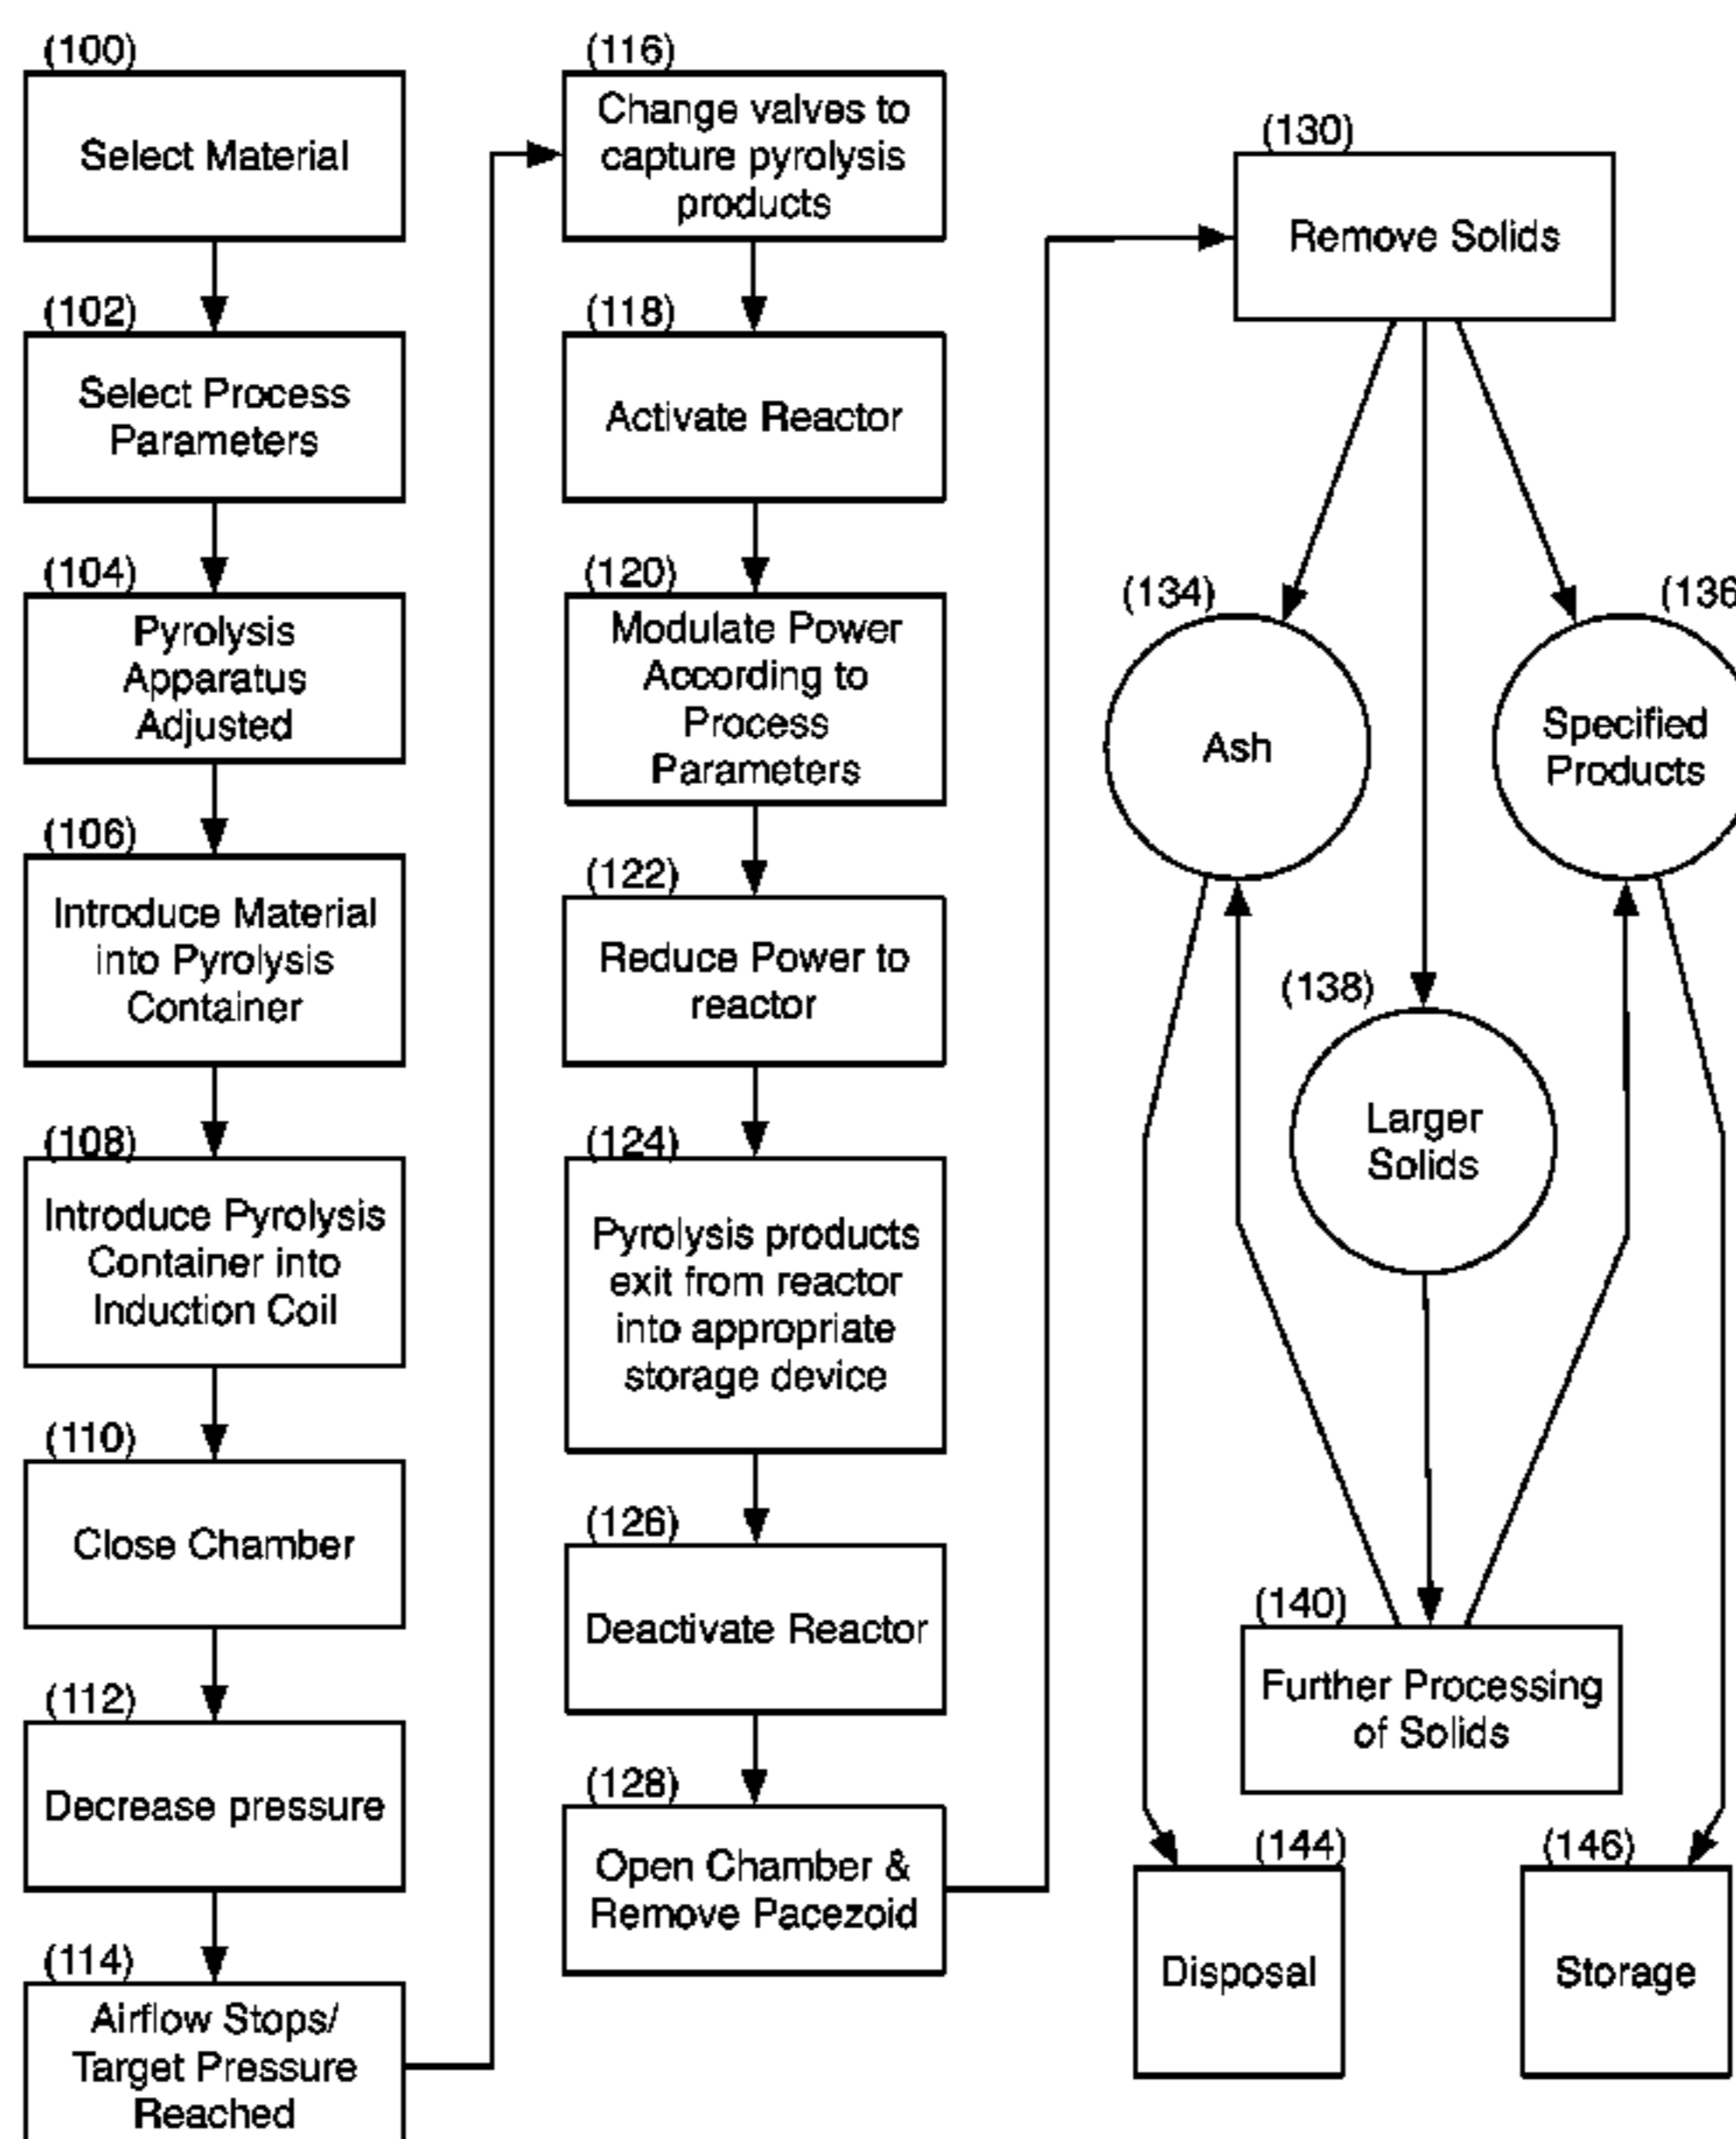 (100)
Select Material
(102)
Select Process
Parameters
(104)
Pyrolysis
Apparatus
Adjusted
(106)
Introduce Material
into Pyrolysis
Container
(108)
Introduce Pyrolysis
Container into
Induction Coil
(110)
Close Chamber
(112)
Decrease pressure
(114)
Airflow Stops/
Target Pressure
Reached
(116)
Change valves to
capture pyrolysis
products
(118)
Activate Reactor
(120)
Modulate Power
According to
Process
Parameters
(122)
Reduce Power to
reactor
(124)
Pyrolysis products
exit from reactor
into appropriate
storage device
(126)
Deactivate Reactor
(128)
Open Chamber &
Remove Pacezoid
(130)
Remove Solids
(134)
Ash
(136
Specified
Products
(138)
Larger
Solids
(140)
Further Processing
of Solids
(144)
Disposal
(146)
Storage